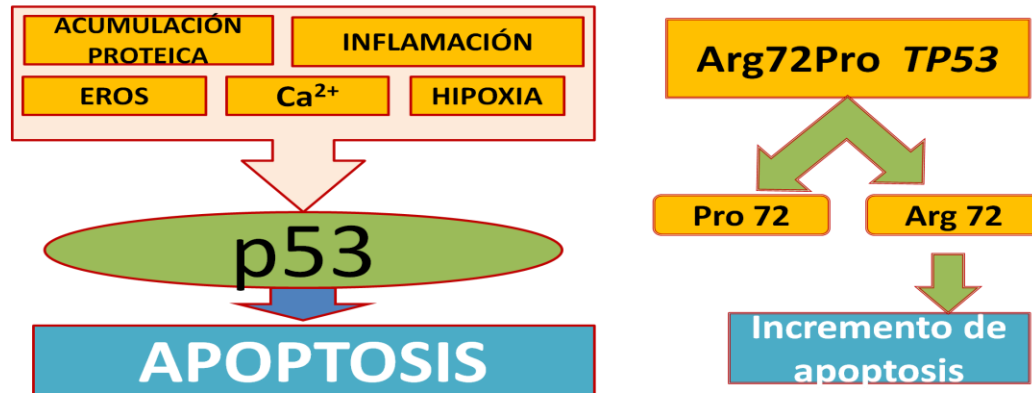 ACUMULACIÓN
PROTEICA
INFLAMACIÓN
EROS
Ca²⁺
HIPOXIA
p53
APOPTOSIS
Arg72Pro TP53
Pro 72
Arg 72
Incremento de
apoptosis